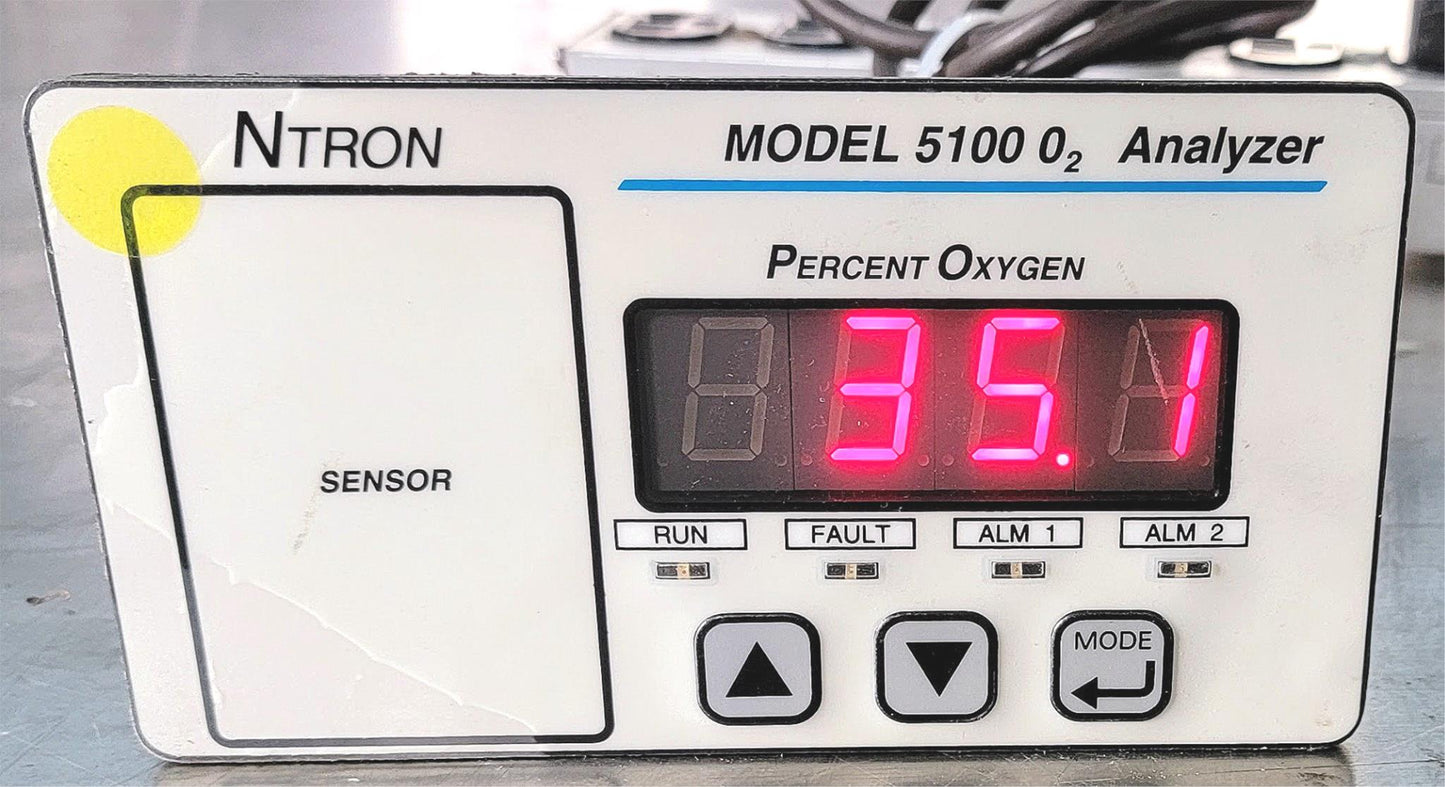 NTRON
MODEL 5100 0₂ Analyzer
PERCENT OXYGEN
35.1
SENSOR
RUN FAULT ALM 1 ALM 2
MODE